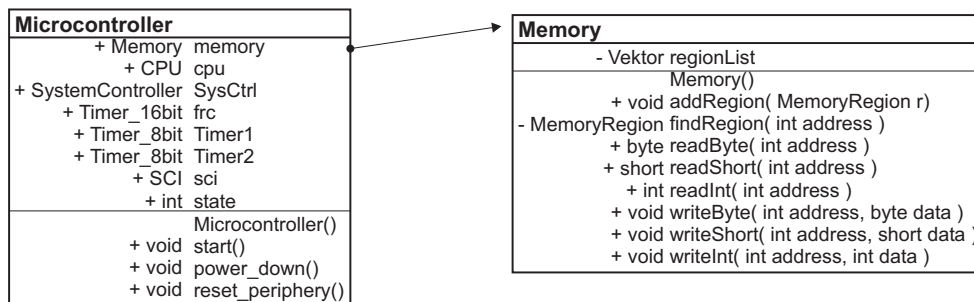 Microcontroller
+ Memory memory
+ CPU cpu
+ SystemController SysCtrl
+ Timer_16bit frc
+ Timer_8bit Timer1
+ Timer_8bit Timer2
+ SCI sci
+ int state
Microcontroller()
+ void start()
+ void power_down()
+ void reset_periphery()
Memory
- Vektor regionList
Memory()
+ void addRegion( MemoryRegion r)
- MemoryRegion findRegion( int address )
+ byte readByte( int address )
+ short readShort( int address )
+ int readInt( int address )
+ void writeByte( int address, byte data )
+ void writeShort( int address, short data )
+ void writeInt( int address, int data )